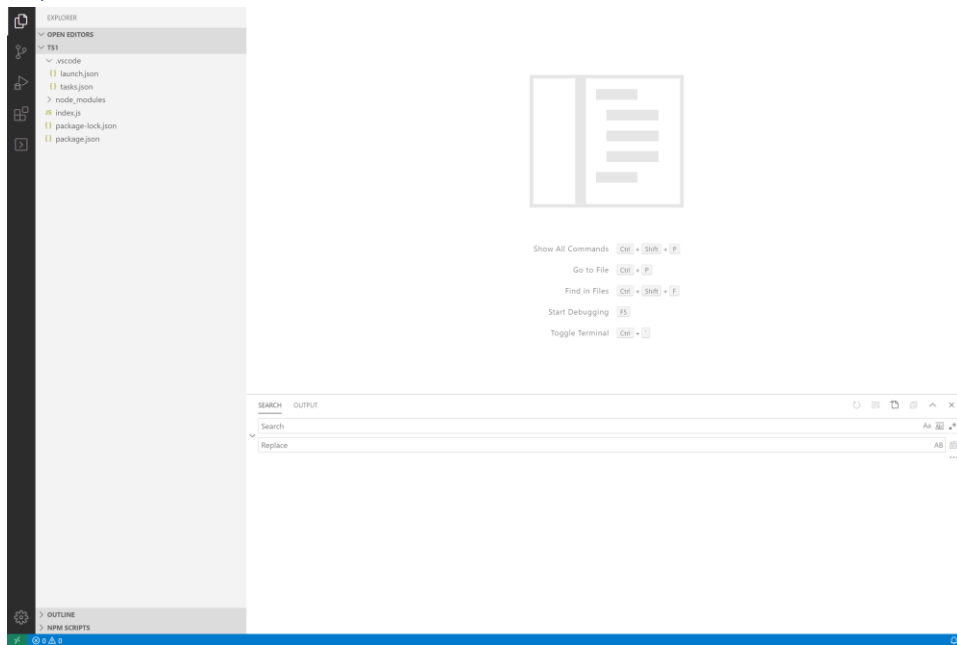 EXPLORER
OPEN EDITORS
TS1
.vscode
launch.json
tasks.json
node_modules
JS index.js
package-lock.json
package.json
Show All Commands Ctrl + Shift + P
Go to File Ctrl + P
Find in Files Ctrl + Shift + F
Start Debugging F5
Toggle Terminal Ctrl + `
SEARCH OUTPUT
Search Aa
Replace AB
OUTLINE
NPM SCRIPTS
0 0